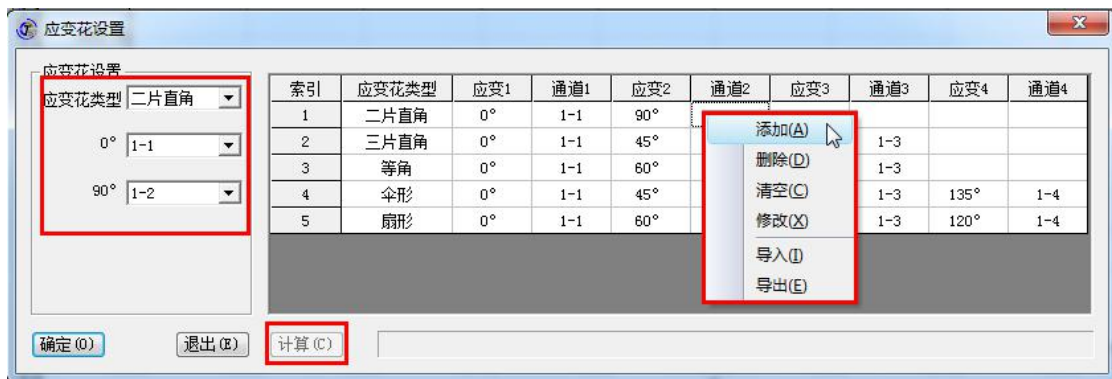 应变花设置
应变花设置
应变花类型 二片直角
0° 1-1
90° 1-2
索引 应变花类型 应变1 通道1 应变2 通道2 应变3 通道3 应变4 通道4
1 二片直角 0° 1-1 90°
2 三片直角 0° 1-1 45° 1-3
3 等角 0° 1-1 60° 1-3
4 伞形 0° 1-1 45° 1-3 135° 1-4
5 扇形 0° 1-1 60° 1-3 120° 1-4
添加(A)
删除(D)
清空(C)
修改(X)
导入(I)
导出(E)
确定(O) 退出(E) 计算(C)